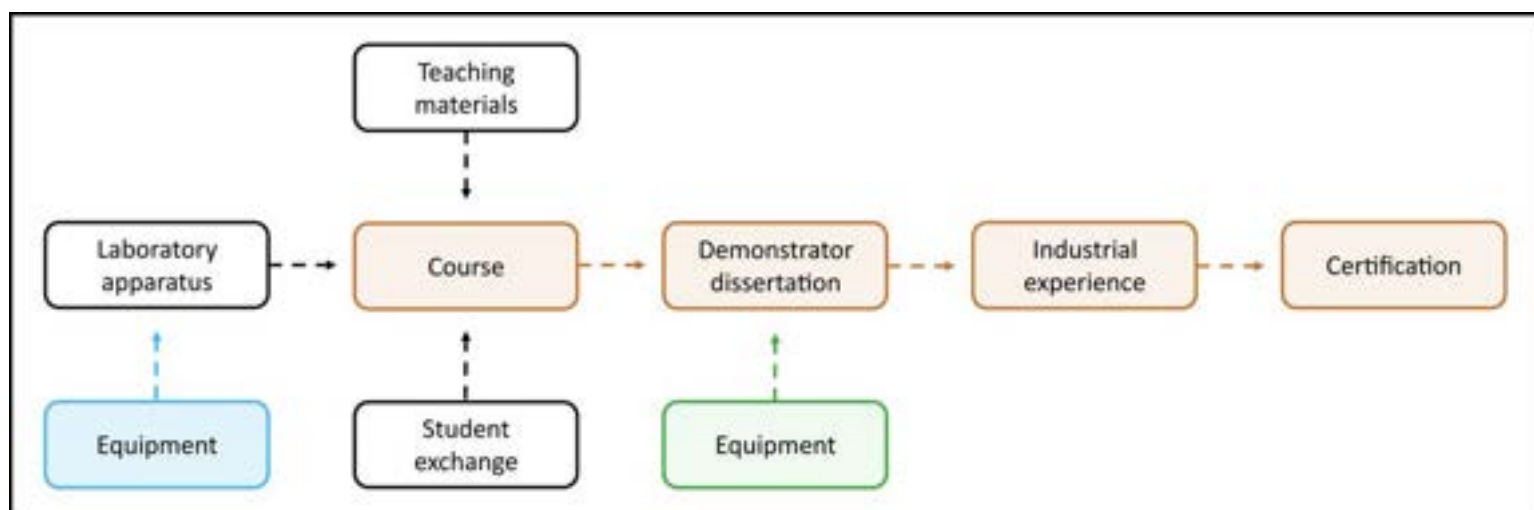 Teaching
materials
Laboratory
apparatus
Course
Demonstrator
dissertation
Industrial
experience
Certification
Equipment
Student
exchange
Equipment